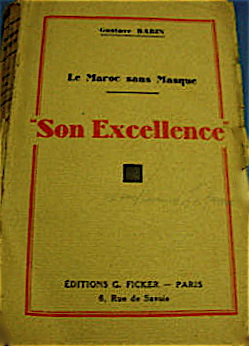 Gustave BABIN
Le Maroc sans Masque
"Son Excellence"
ÉDITIONS G. FICKER — PARIS
6, Rue de Savoie